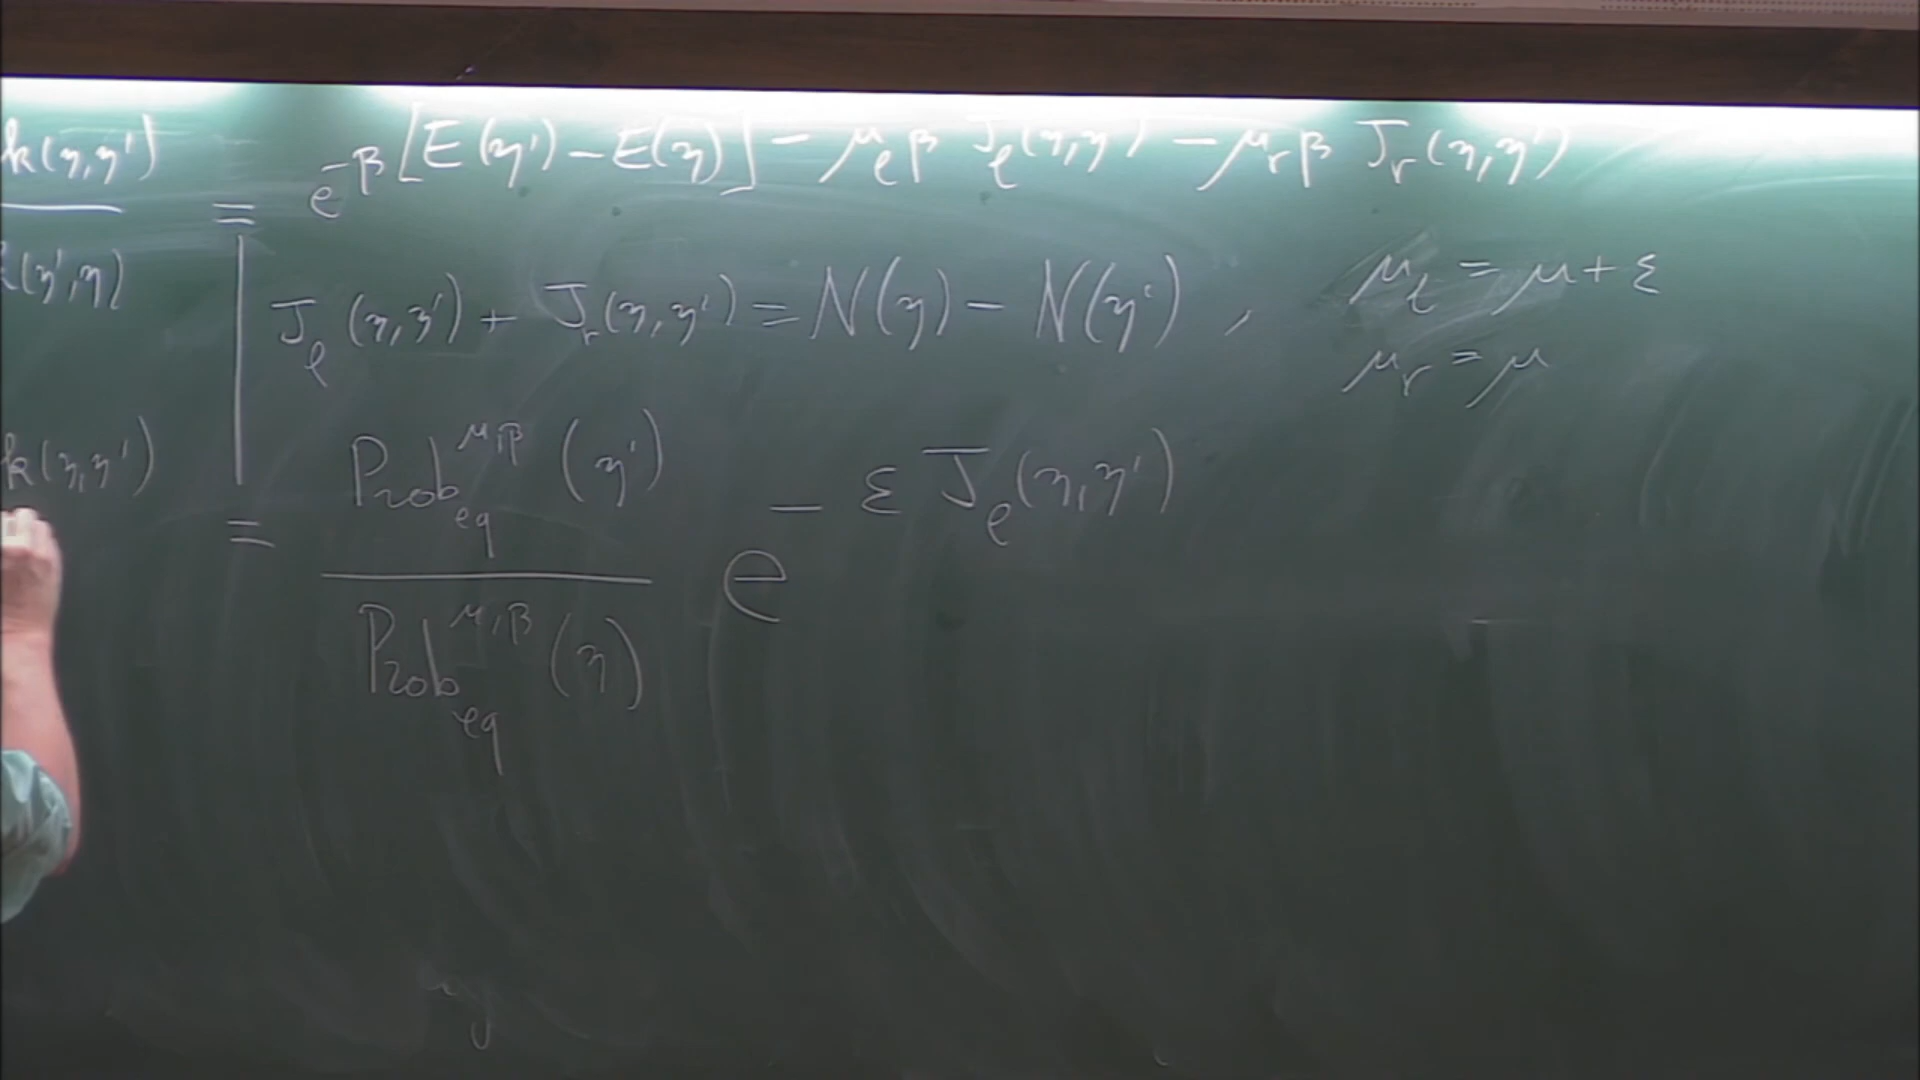 k(η,η') / k(η',η) = e^{-β[E(η') - E(η)] - μ_ℓ β J_ℓ(η,η') - μ_r β J_r(η,η')}
J_ℓ(η,η') + J_r(η,η') = N(η) - N(η') , μ_ℓ = μ + ε
μ_r = μ
k(η,η') = Prob_eq^{μ,β}(η') / Prob_eq^{μ,β}(η) e^{- ε J_ℓ(η,η')}